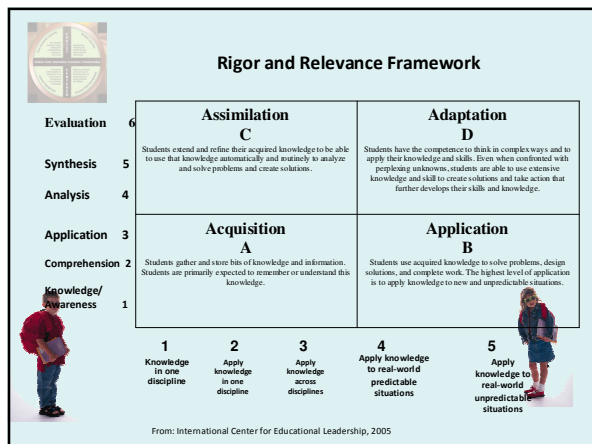 Rigor and Relevance Framework
Evaluation 6
Synthesis 5
Analysis 4
Application 3
Comprehension 2
Knowledge/
Awareness 1
Assimilation
C
Students extend and refine their acquired knowledge to be able
to use that knowledge automatically and routinely to analyze
and solve problems and create solutions.
Adaptation
D
Students have the competence to think in complex ways and to
apply their knowledge and skills. Even when confronted with
perplexing unknowns, students are able to use extensive
knowledge and skill to create solutions and take action that
further develops their skills and knowledge.
Acquisition
A
Students gather and store bits of knowledge and information.
Students are primarily expected to remember or understand this
knowledge.
Application
B
Students use acquired knowledge to solve problems, design
solutions, and complete work. The highest level of application
is to apply knowledge to new and unpredictable situations.
1
Knowledge
in one
discipline
2
Apply
knowledge
in one
discipline
3
Apply
knowledge
across
disciplines
4
Apply knowledge
to real-world
predictable
situations
5
Apply
knowledge to
real-world
unpredictable
situations
From: International Center for Educational Leadership, 2005